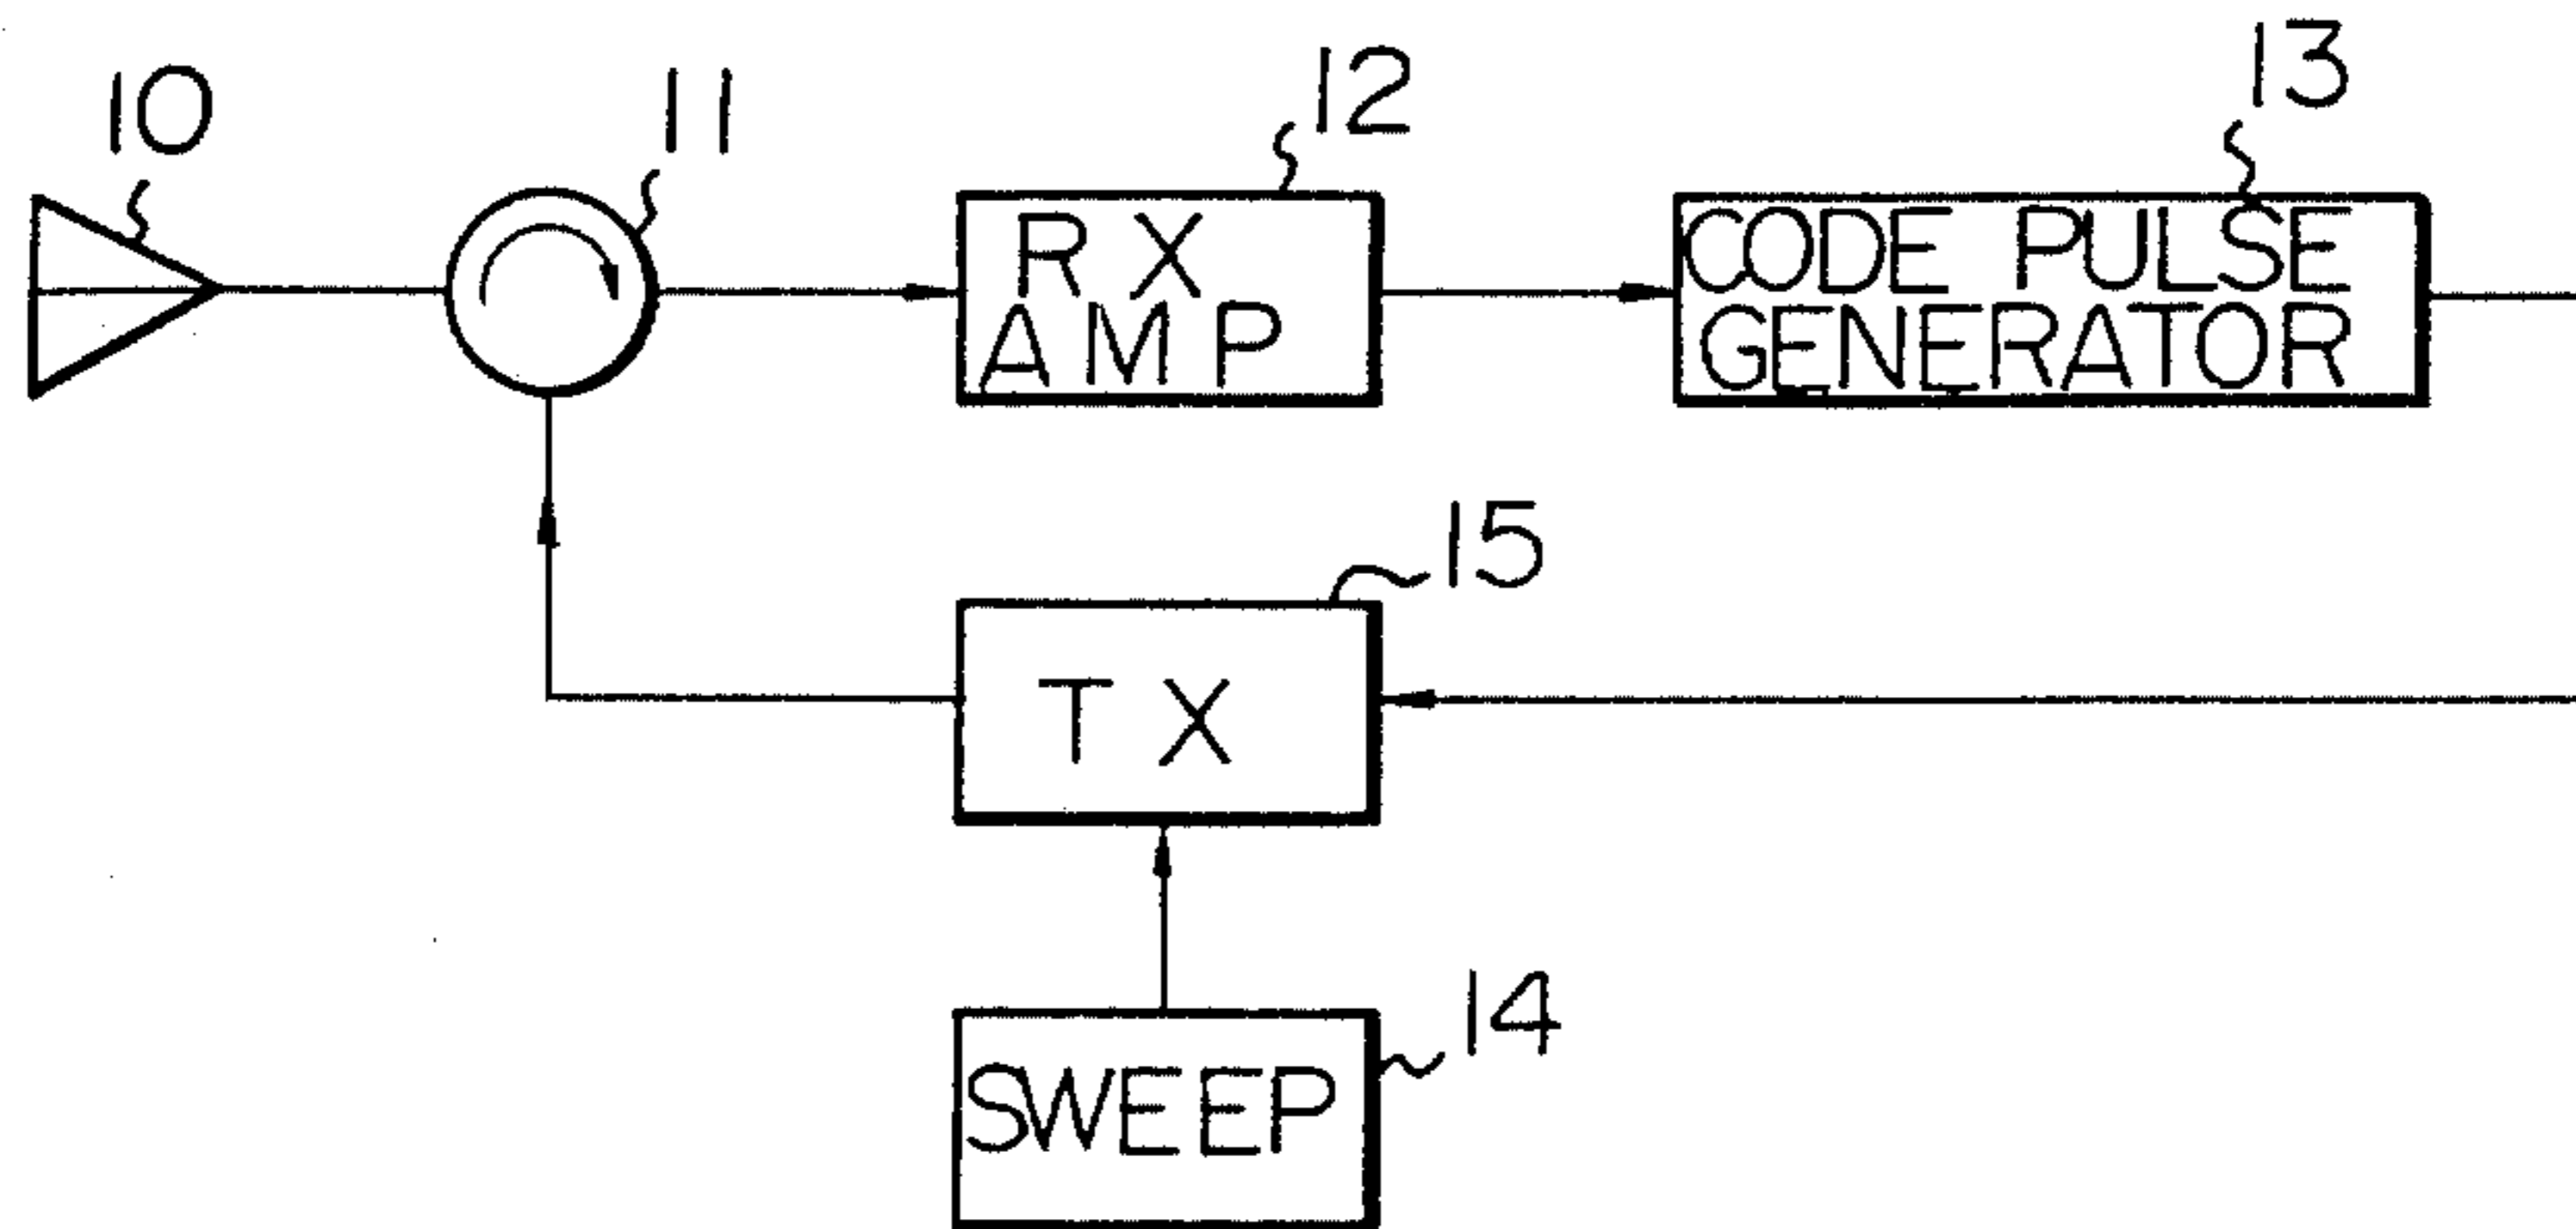 10
11
12
13
RX
AMP
CODE PULSE
GENERATOR
15
TX
14
SWEEP